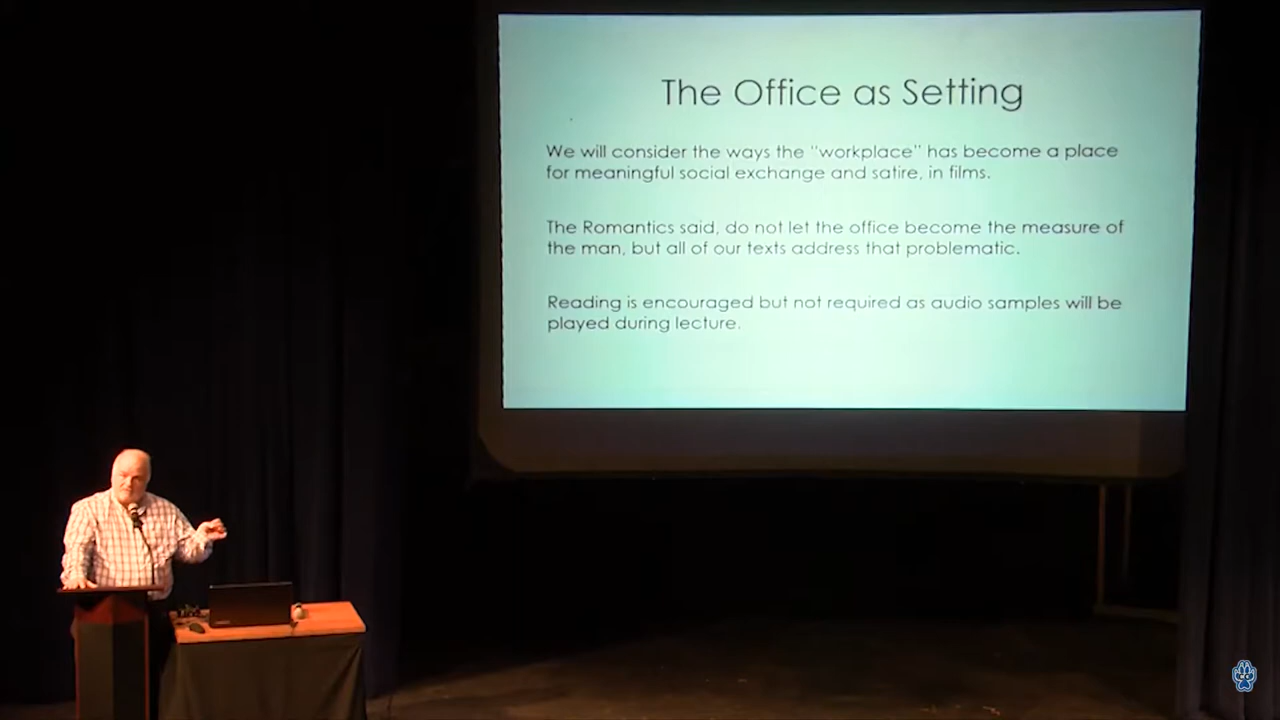 The Office as Setting
We will consider the ways the "workplace" has become a place
for meaningful social exchange and satire, in films.
The Romantics said, do not let the office become the measure of
the man, but all of our texts address that problematic.
Reading is encouraged but not required as audio samples will be
played during lecture.